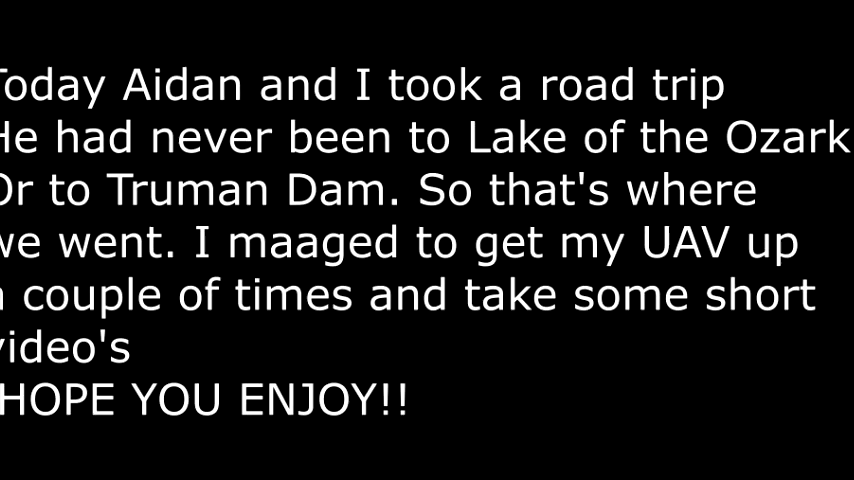 Today Aidan and I took a road trip
He had never been to Lake of the Ozark
Or to Truman Dam. So that's where
we went. I maaged to get my UAV up
a couple of times and take some short
video's
HOPE YOU ENJOY!!